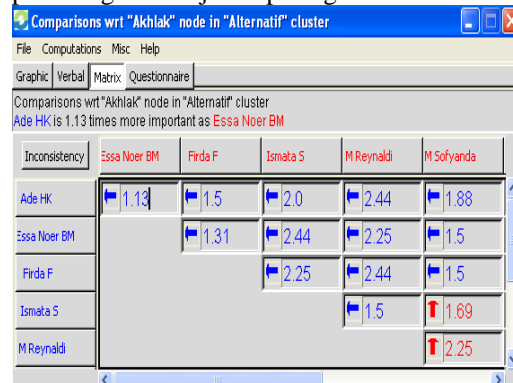 Comparisons wrt "Akhlak" node in "Alternatif" cluster
File Computations Misc Help
Graphic Verbal Matrix Questionnaire
Comparisons wrt "Akhlak" node in "Alternatif" cluster
Ade HK is 1.13 times more important as Essa Noer BM
Inconsistency Essa Noer BM Firda F Ismata S M Reynaldi M Sofyanda
Ade HK 1.13 1.5 2.0 2.44 1.88
Essa Noer BM 1.31 2.44 2.25 1.5
Firda F 2.25 2.44 1.5
Ismata S 1.5 1.69
M Reynaldi 2.25